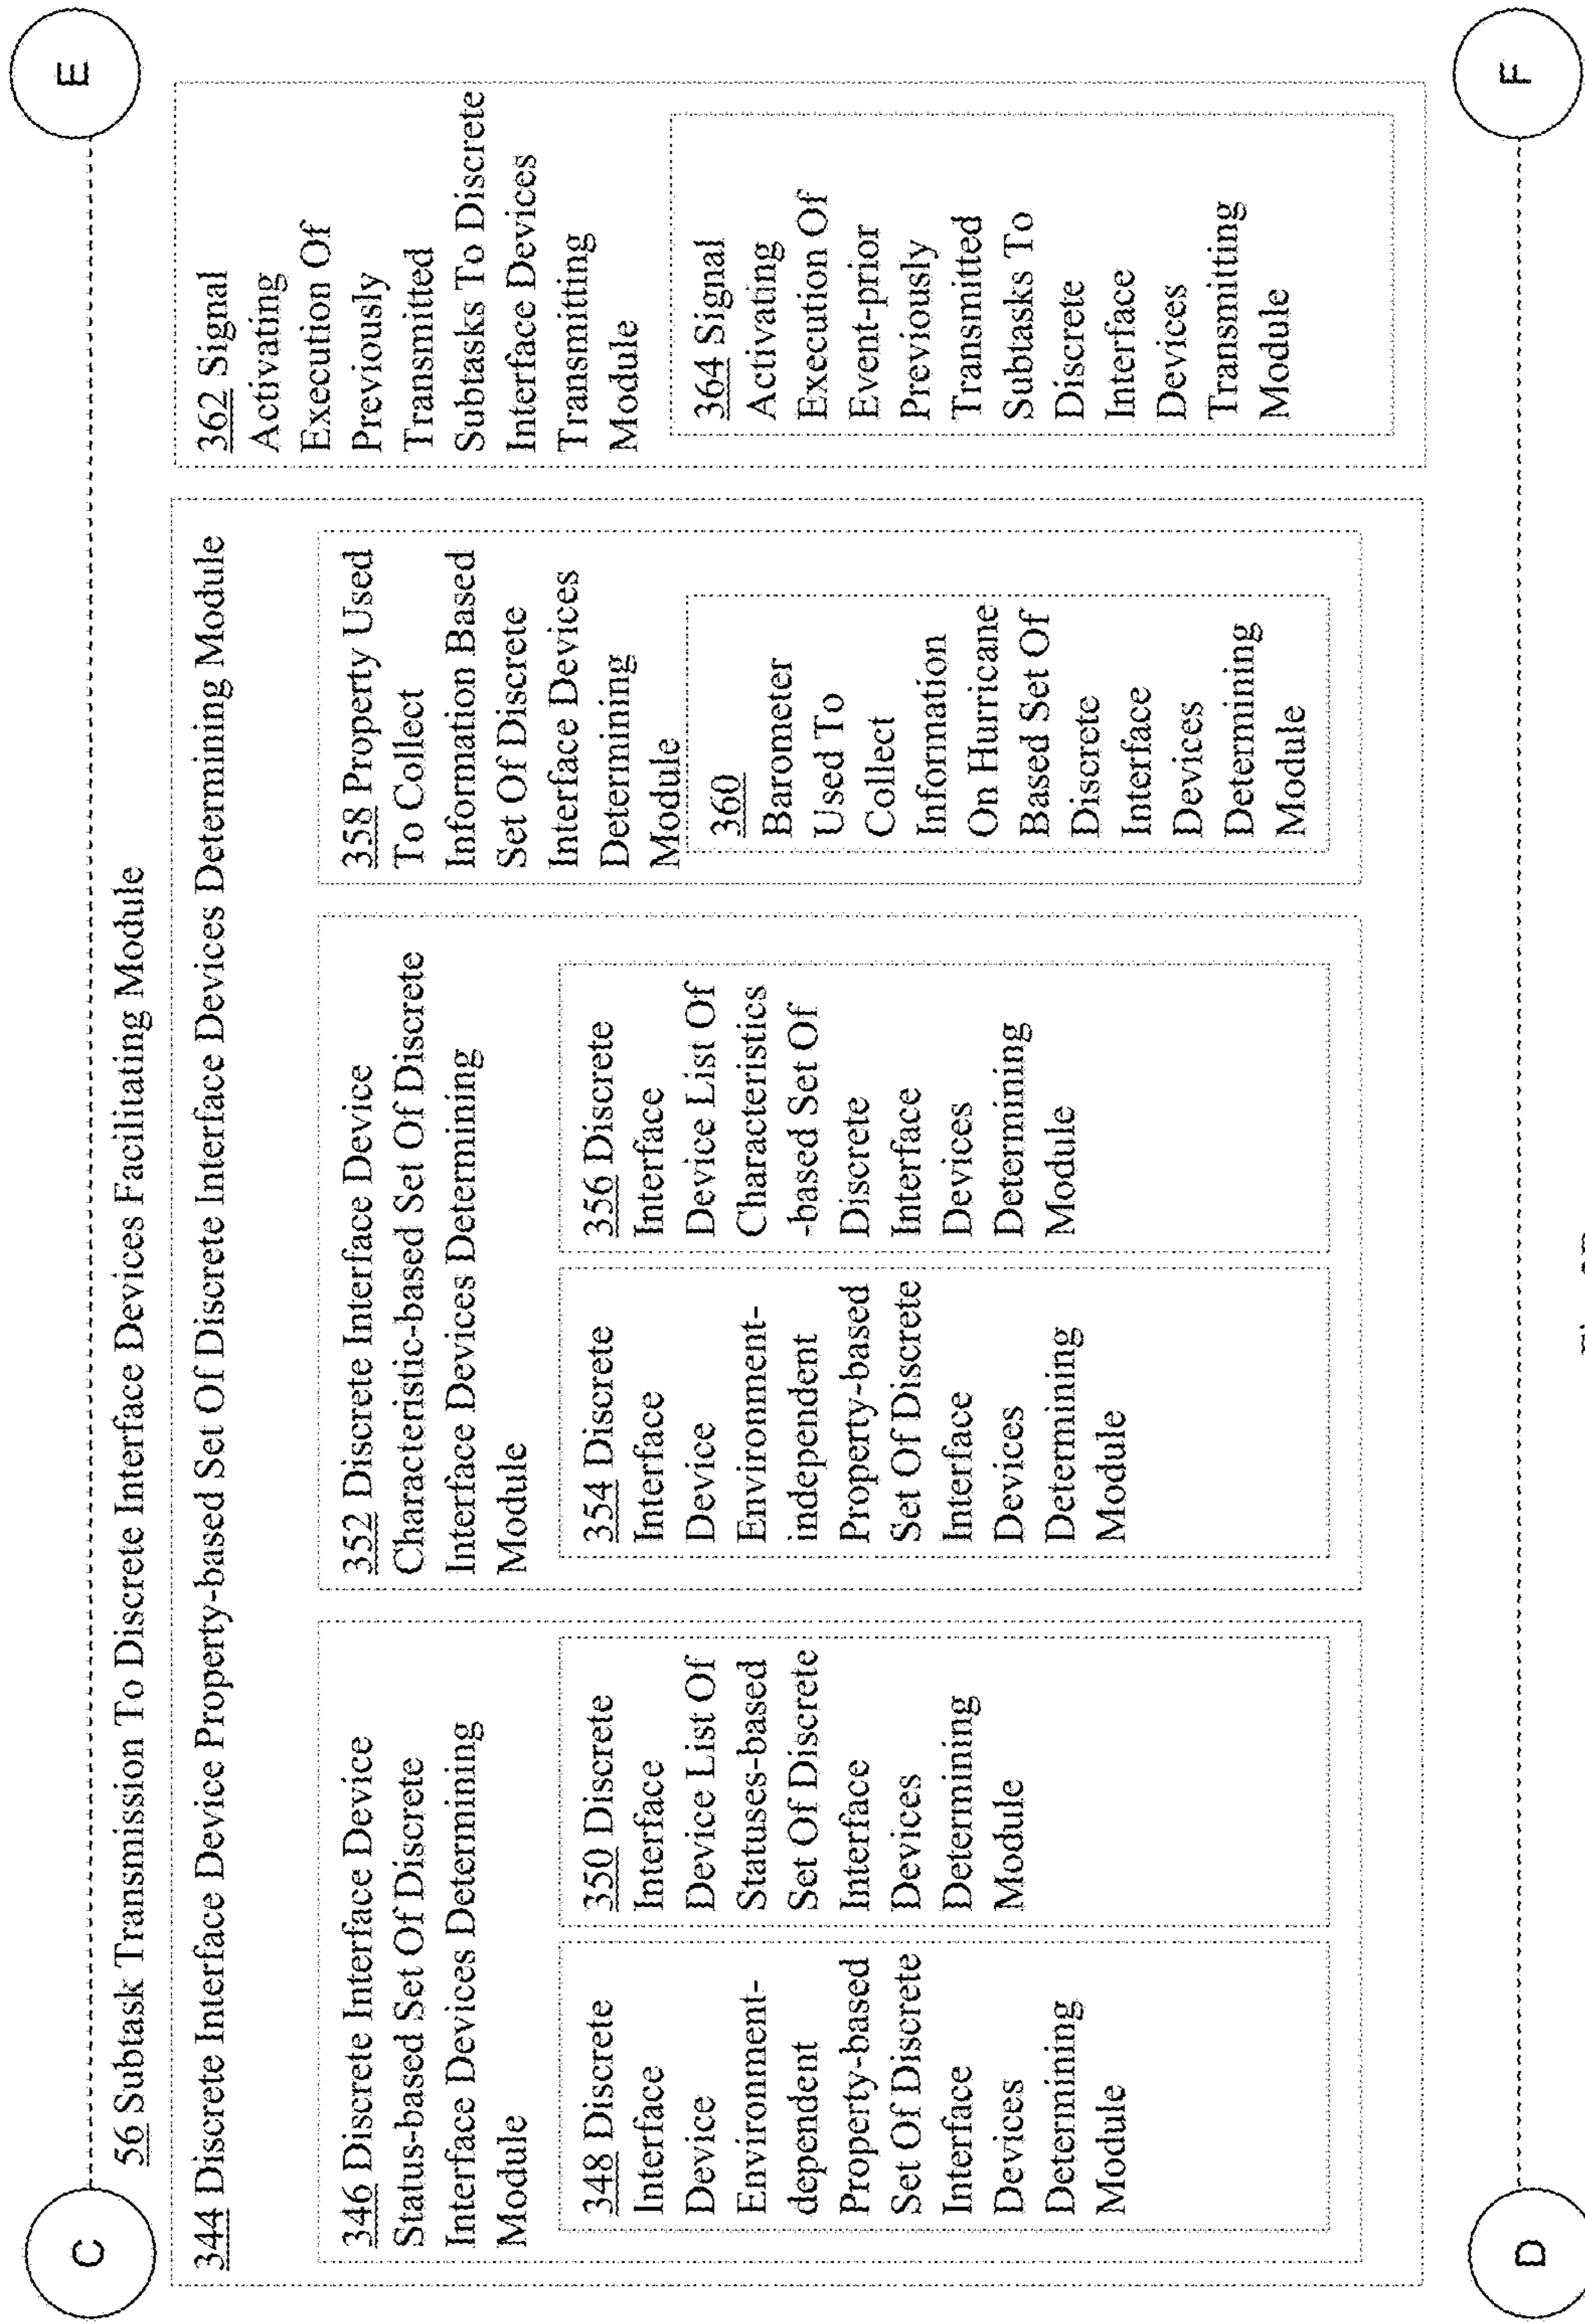 C
E
56 Subtask Transmission To Discrete Interface Devices Facilitating Module
344 Discrete Interface Device Property-based Set Of Discrete Interface Devices Determining Module
346 Discrete Interface Device
Status-based Set Of Discrete
Interface Devices Determining
Module
348 Discrete
Interface
Device
Environment-
dependent
Property-based
Set Of Discrete
Interface
Devices
Determining
Module
350 Discrete
Interface
Device List Of
Statuses-based
Set Of Discrete
Interface
Devices
Determining
Module
352 Discrete Interface Device
Characteristic-based Set Of Discrete
Interface Devices Determining
Module
354 Discrete
Interface
Device
Environment-
independent
Property-based
Set Of Discrete
Interface
Devices
Determining
Module
356 Discrete
Interface
Device List Of
Characteristics
-based Set Of
Discrete
Interface
Devices
Determining
Module
358 Property Used
To Collect
Information Based
Set Of Discrete
Interface Devices
Determining
Module
360
Barometer
Used To
Collect
Information
On Hurricane
Based Set Of
Discrete
Interface
Devices
Determining
Module
362 Signal
Activating
Execution Of
Previously
Transmitted
Subtasks To Discrete
Interface Devices
Transmitting
Module
364 Signal
Activating
Execution Of
Event-prior
Previously
Transmitted
Subtasks To
Discrete
Interface
Devices
Transmitting
Module
D
F